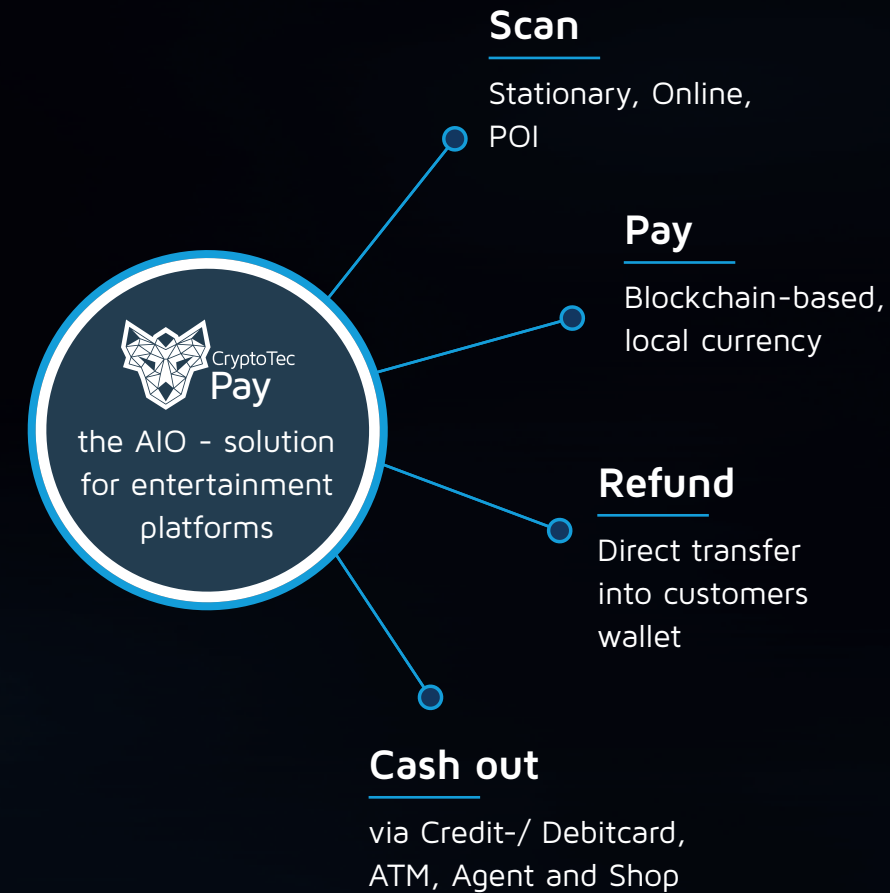 Scan
Stationary, Online,
POI
Pay
Blockchain-based,
local currency
CryptoTec
Pay
the AIO - solution
for entertainment
platforms
Refund
Direct transfer
into customers
wallet
Cash out
via Credit-/ Debitcard,
ATM, Agent and Shop